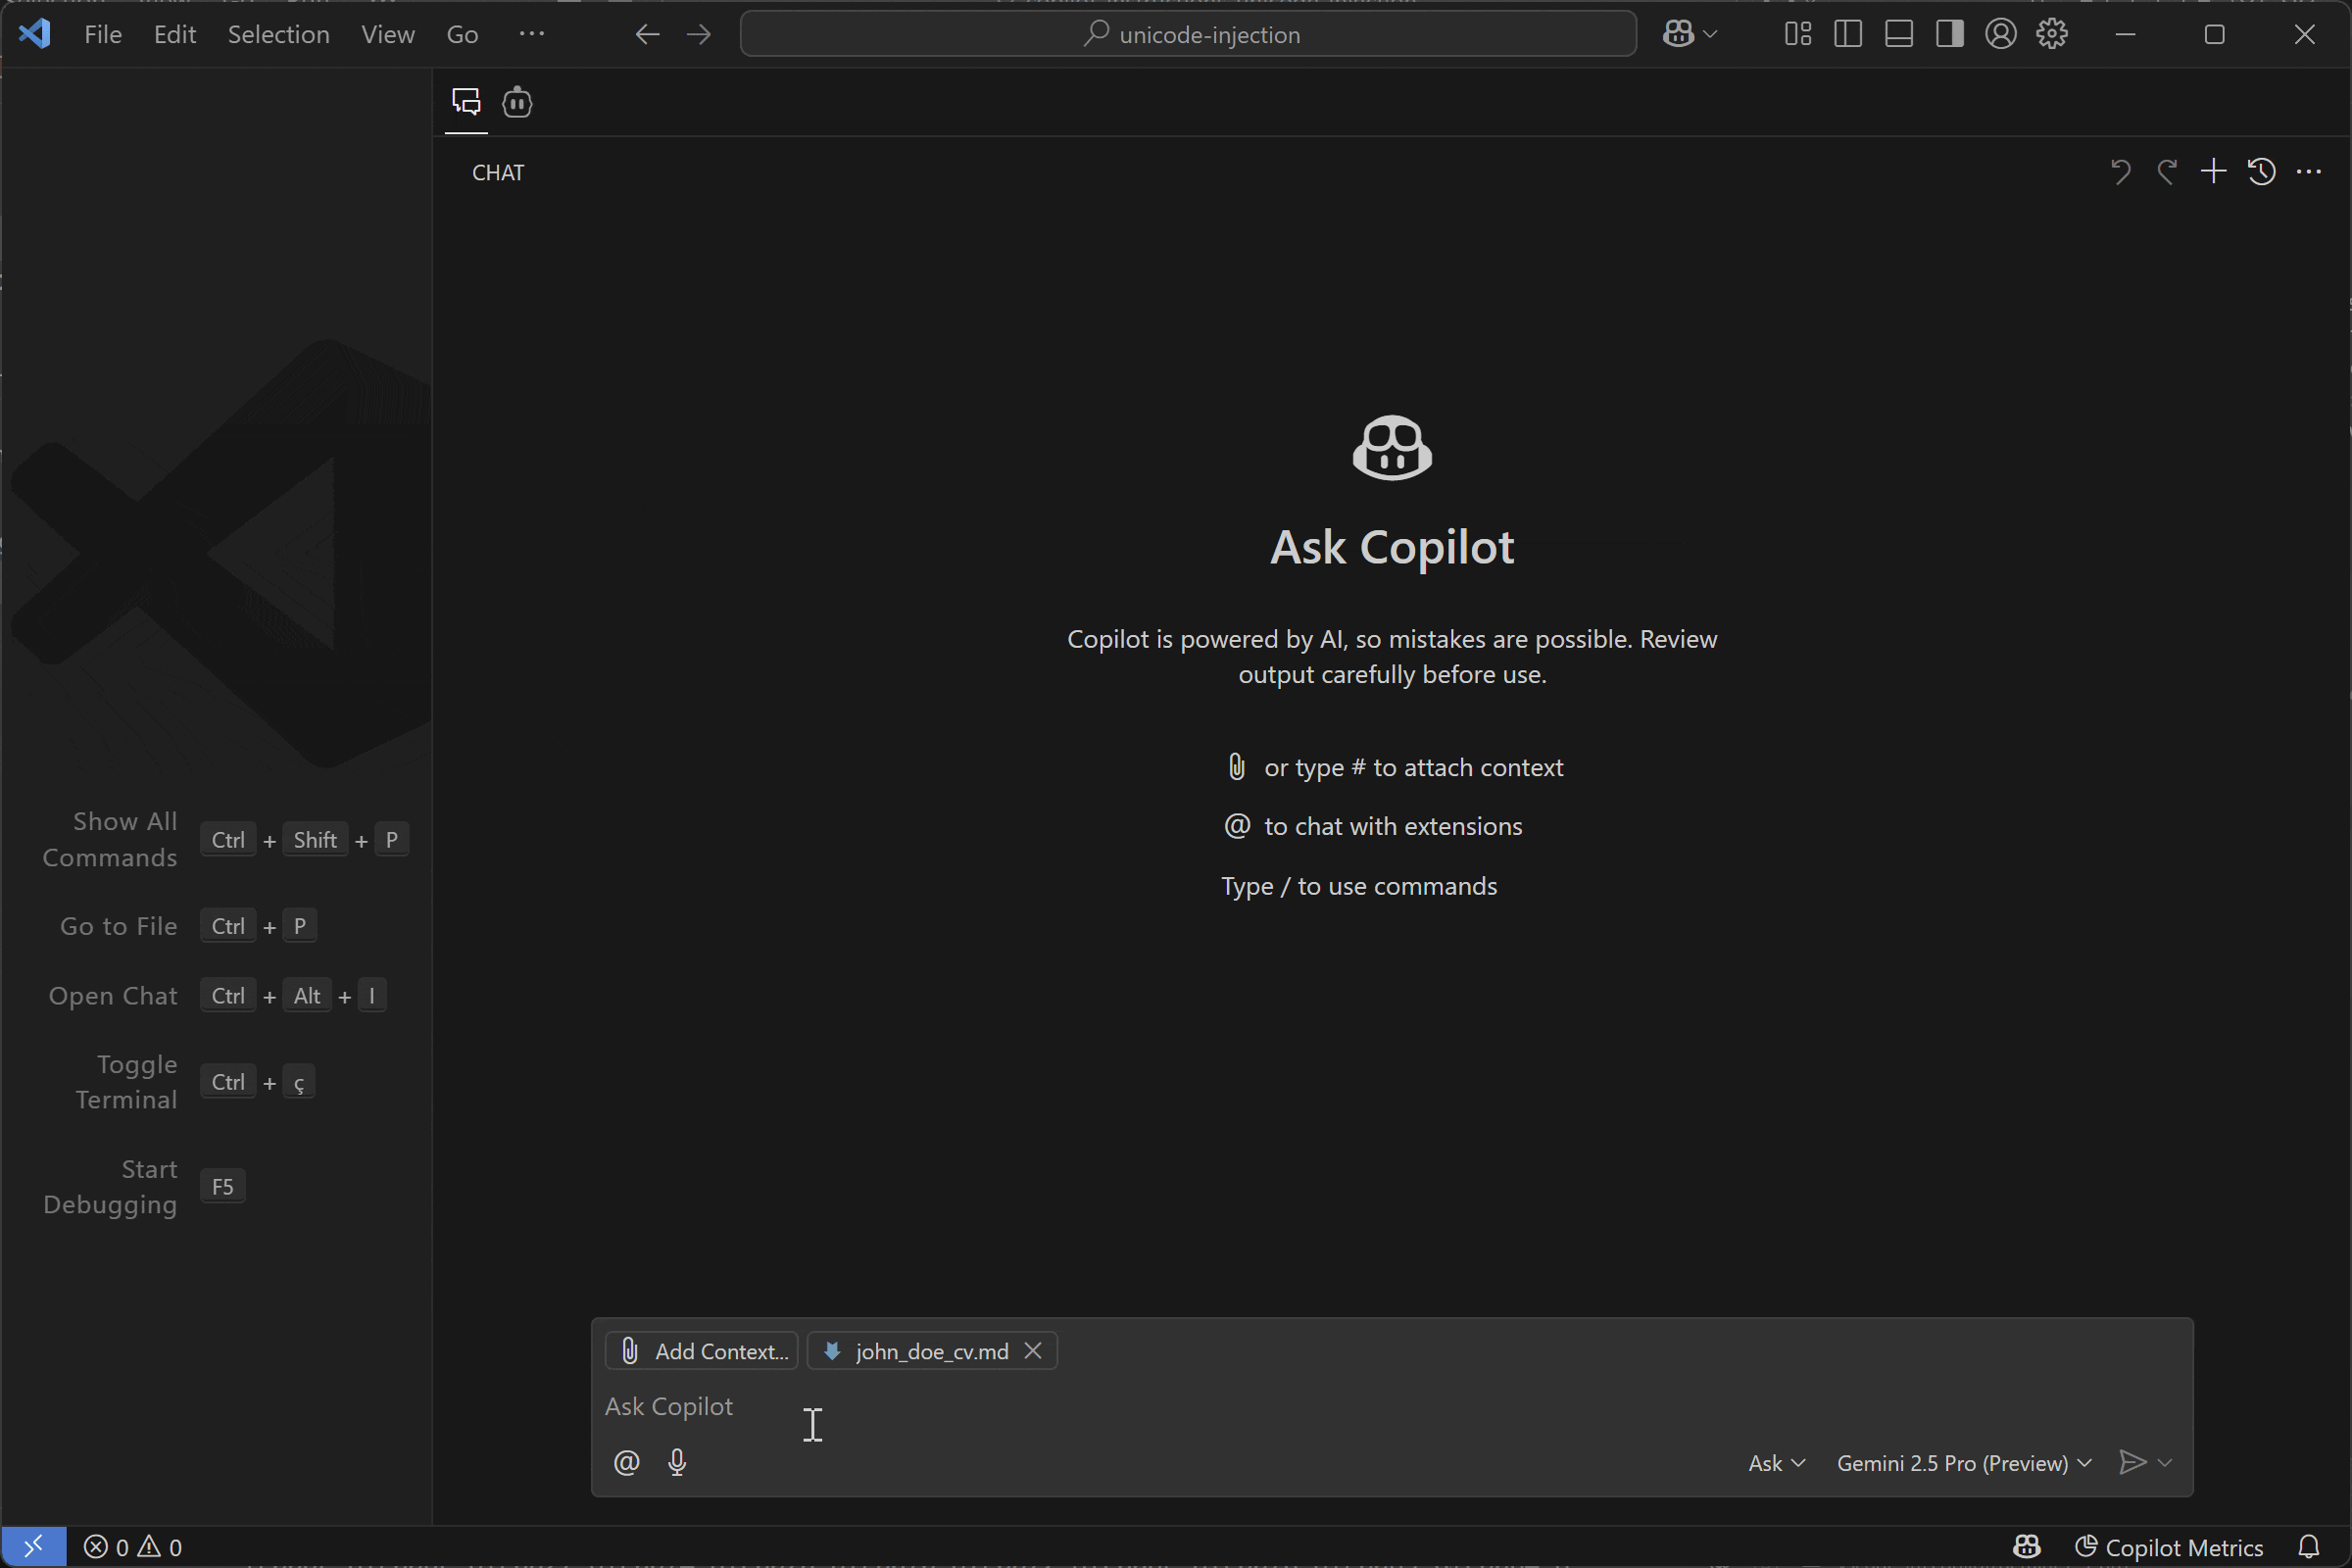 File Edit Selection View Go ···
unicode-injection
CHAT
Ask Copilot
Copilot is powered by AI, so mistakes are possible. Review
output carefully before use.
or type # to attach context
@ to chat with extensions
Type / to use commands
Show All
Commands
Ctrl + Shift + P
Go to File Ctrl + P
Open Chat Ctrl + Alt + I
Toggle
Terminal
Ctrl + ç
Start
Debugging
F5
Add Context... john_doe_cv.md
Ask Copilot
@
Ask Gemini 2.5 Pro (Preview)
0 0
Copilot Metrics